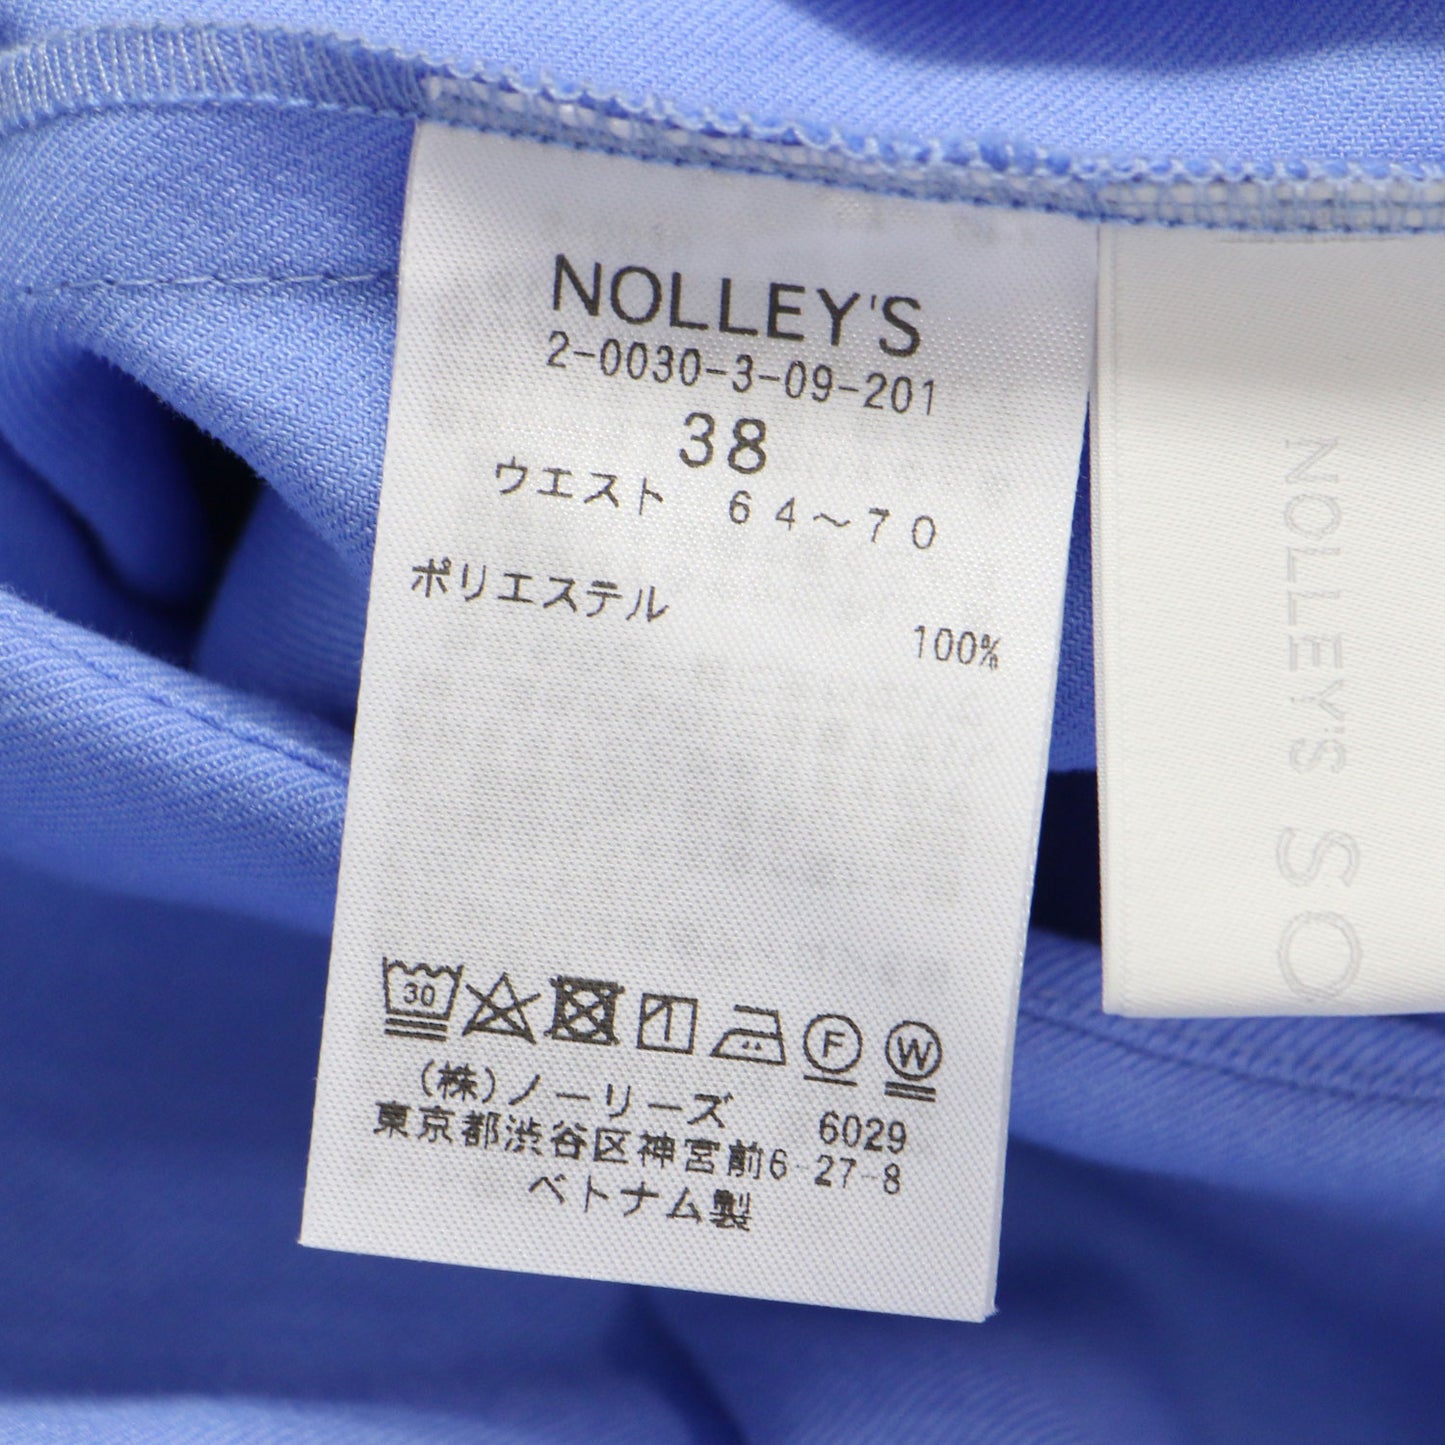 NOLLEY'S
2-0030-3-09-201
38
ウエスト 64～70
ポリエステル 100%
30
F
W
(株)ノーリーズ 6029
東京都渋谷区神宮前6-27-8
ベトナム製
NOLLEY'S SO